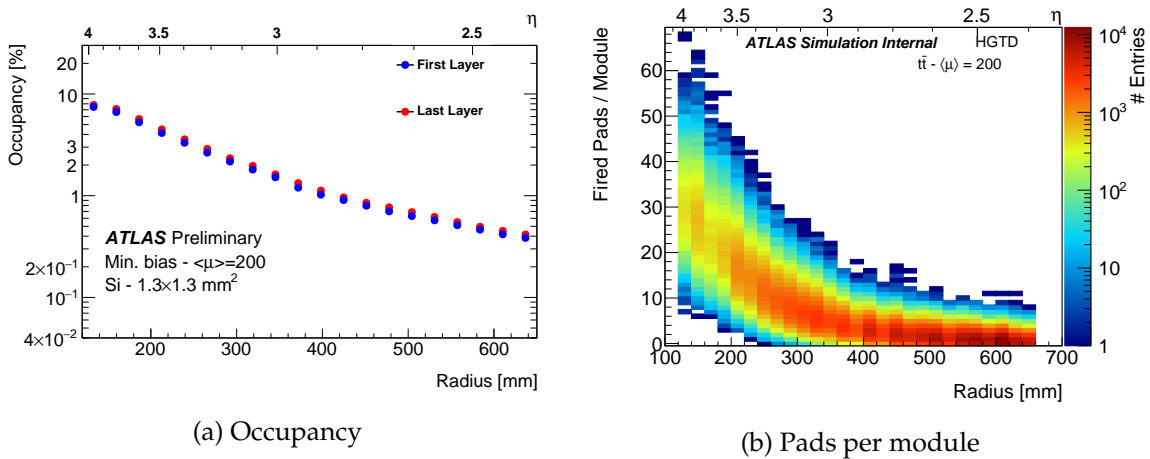 4 3.5 3 2.5 η
Occupancy [%]
20
10
3
2
1
2×10⁻¹
10⁻¹
4×10⁻²
First Layer
Last Layer
ATLAS Preliminary
Min. bias - <μ>=200
Si - 1.3×1.3 mm²
200 300 400 500 600
Radius [mm]
(a) Occupancy
4 3.5 3 2.5 η
Fired Pads / Module
60
50
40
30
20
10
0
ATLAS Simulation Internal HGTD
tt̄ - ⟨μ⟩ = 200
100 200 300 400 500 600 700
Radius [mm]
10⁴
10³
10²
10
1
# Entries
(b) Pads per module